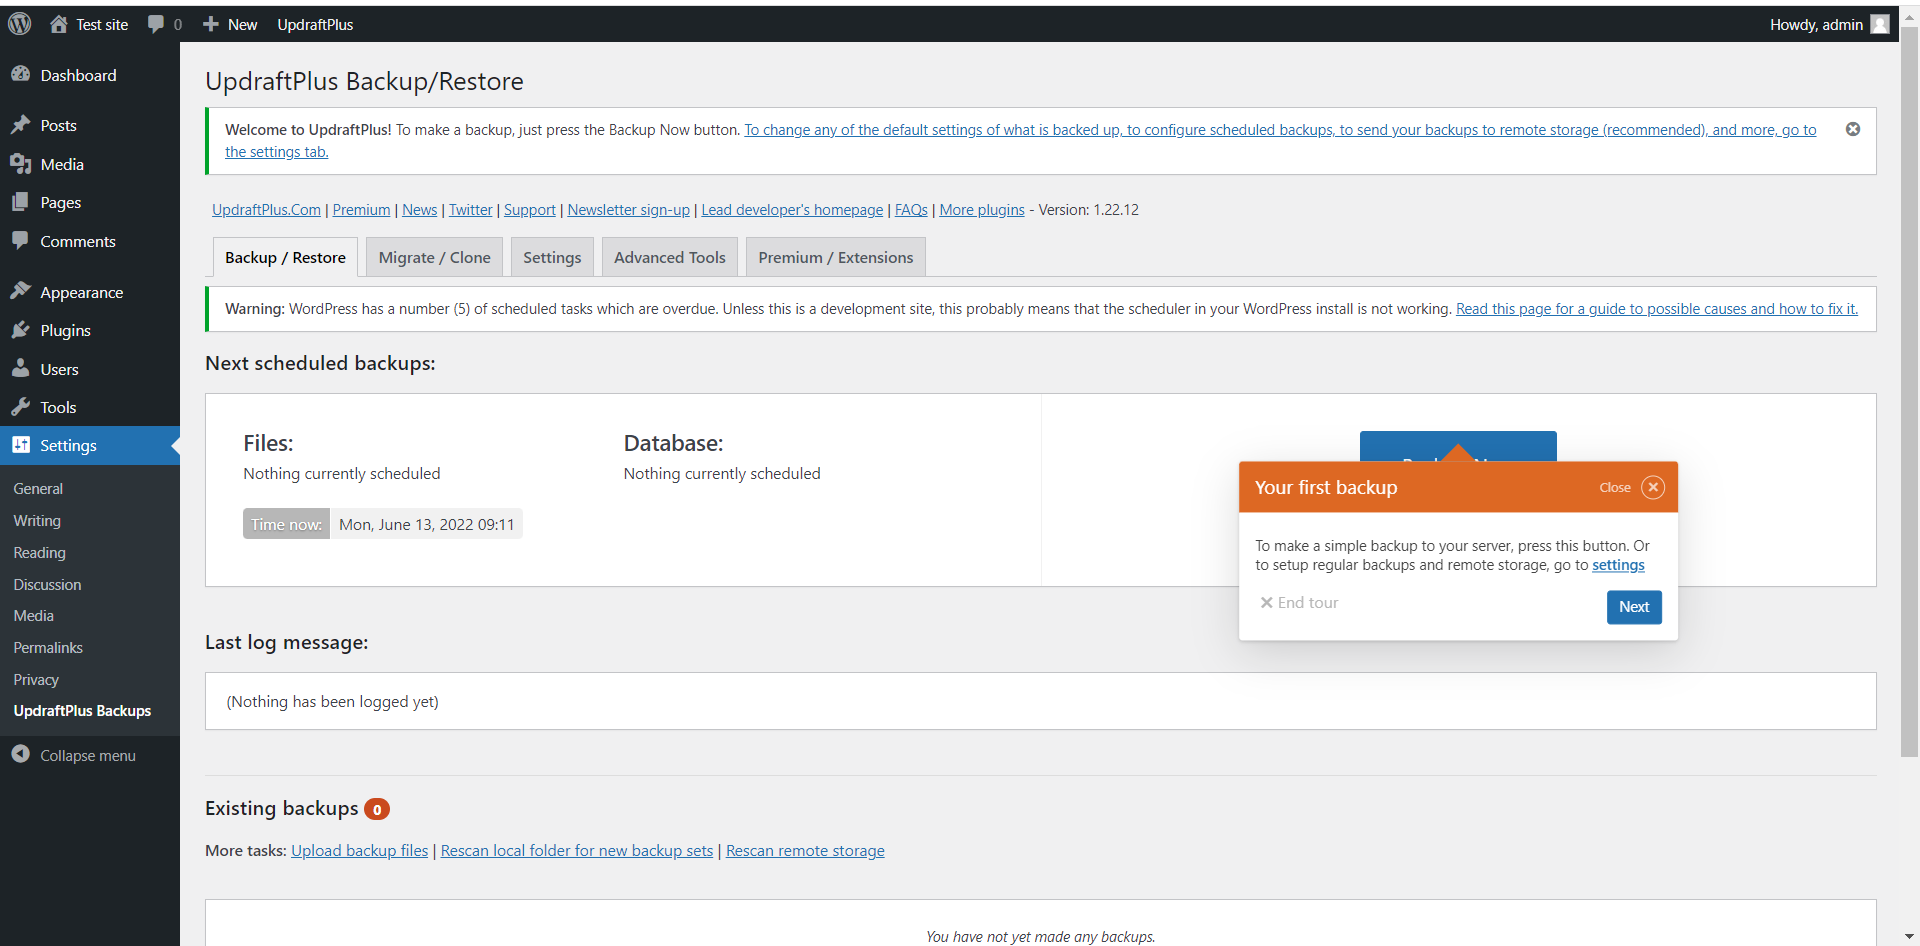 Test site 0 New UpdraftPlus Howdy, admin
Dashboard
Posts
Media
Pages
Comments
Appearance
Plugins
Users
Tools
Settings
General
Writing
Reading
Discussion
Media
Permalinks
Privacy
UpdraftPlus Backups
Collapse menu
UpdraftPlus Backup/Restore
Welcome to UpdraftPlus! To make a backup, just press the Backup Now button. To change any of the default settings of what is backed up, to configure scheduled backups, to send your backups to remote storage (recommended), and more, go to
the settings tab.
UpdraftPlus.Com | Premium | News | Twitter | Support | Newsletter sign-up | Lead developer's homepage | FAQs | More plugins - Version: 1.22.12
Backup / Restore Migrate / Clone Settings Advanced Tools Premium / Extensions
Warning: WordPress has a number (5) of scheduled tasks which are overdue. Unless this is a development site, this probably means that the scheduler in your WordPress install is not working. Read this page for a guide to possible causes and how to fix it.
Next scheduled backups:
Files:
Nothing currently scheduled
Database:
Nothing currently scheduled
Time now: Mon, June 13, 2022 09:11
Your first backup Close
To make a simple backup to your server, press this button. Or
to setup regular backups and remote storage, go to settings
End tour Next
Last log message:
(Nothing has been logged yet)
Existing backups 0
More tasks: Upload backup files | Rescan local folder for new backup sets | Rescan remote storage
You have not yet made any backups.